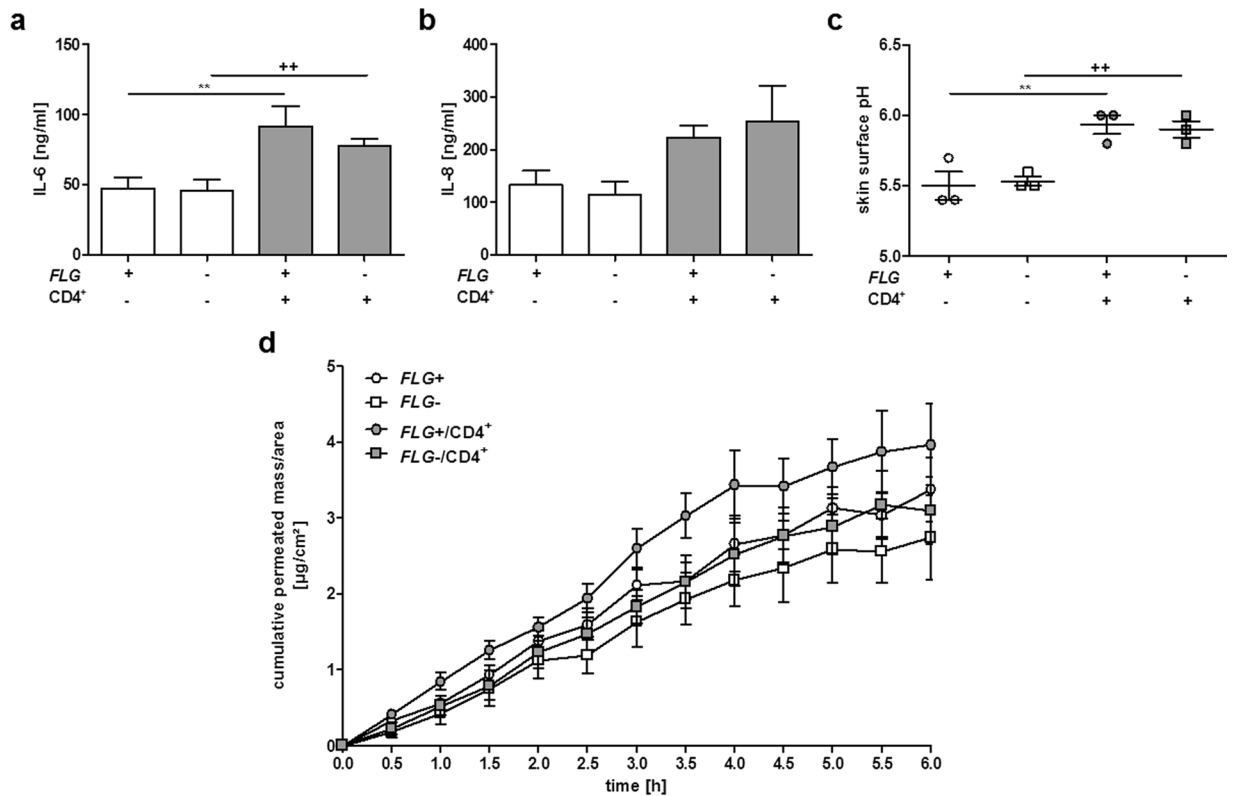 a
150
100
50
0
IL-6 [ng/ml]
**
++
FLG + - + -
CD4⁺ - - + +
b
400
300
200
100
0
IL-8 [ng/ml]
FLG + - + -
CD4⁺ - - + +
c
6.5
6.0
5.5
5.0
skin surface pH
**
++
FLG + - + -
CD4⁺ - - + +
d
5
4
3
2
1
0
cumulative permeated mass/area
[µg/cm²]
FLG+
FLG-
FLG+/CD4⁺
FLG-/CD4⁺
0.0 0.5 1.0 1.5 2.0 2.5 3.0 3.5 4.0 4.5 5.0 5.5 6.0
time [h]